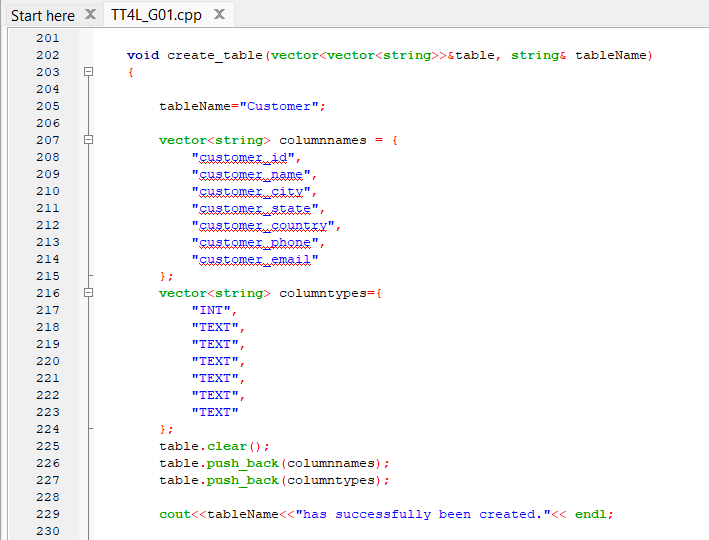 Start here X TT4L_G01.cpp X
201
202 void create_table(vector<vector<string>>&table, string& tableName)
203 {
204
205 tableName="Customer";
206
207 vector<string> columnnames = {
208 "customer_id",
209 "customer_name",
210 "customer_city",
211 "customer_state",
212 "customer_country",
213 "customer_phone",
214 "customer_email"
215 };
216 vector<string> columntypes={
217 "INT",
218 "TEXT",
219 "TEXT",
220 "TEXT",
221 "TEXT",
222 "TEXT",
223 "TEXT"
224 };
225 table.clear();
226 table.push_back(columnnames);
227 table.push_back(columntypes);
228
229 cout<<tableName<<"has successfully been created."<< endl;
230